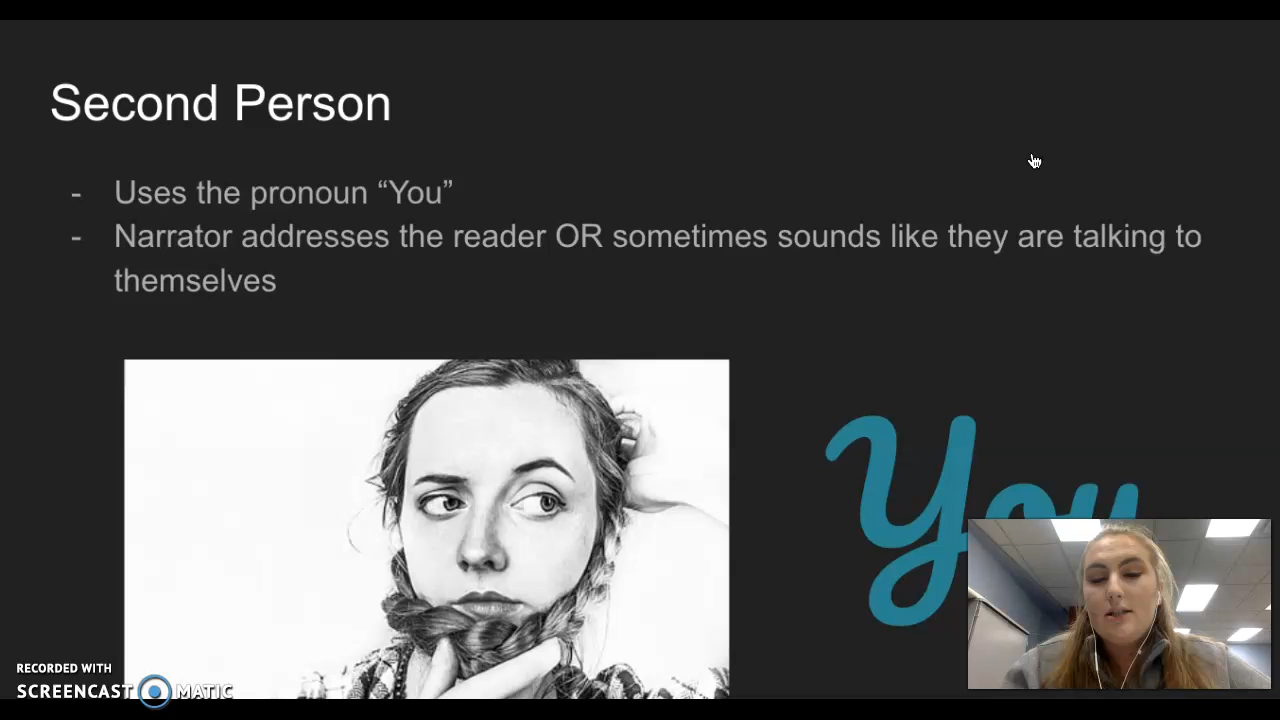 Second Person
- Uses the pronoun “You”
- Narrator addresses the reader OR sometimes sounds like they are talking to
themselves
You
RECORDED WITH
SCREENCAST MATIC